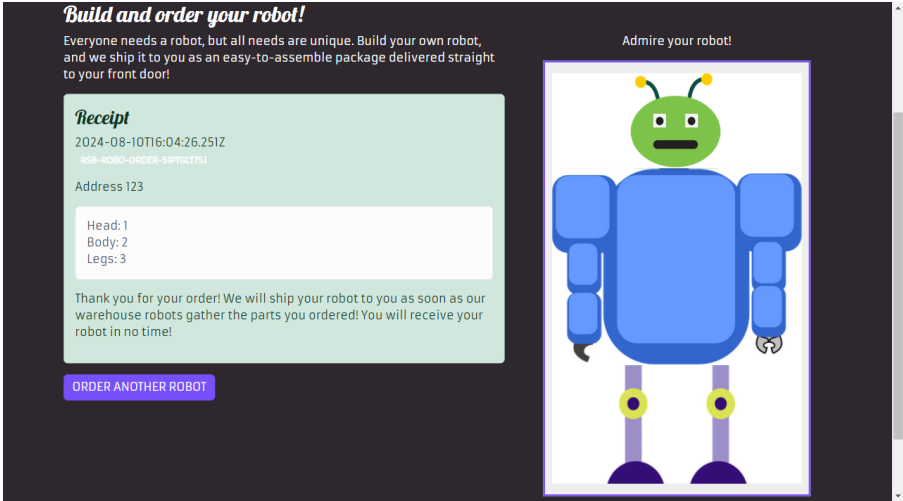 Build and order your robot!
Everyone needs a robot, but all needs are unique. Build your own robot,
and we ship it to you as an easy-to-assemble package delivered straight
to your front door!
Receipt
2024-08-10T16:04:26.251Z
RSB-ROBO-ORDER-5IPTGLT75J
Address 123
Head: 1
Body: 2
Legs: 3
Thank you for your order! We will ship your robot to you as soon as our
warehouse robots gather the parts you ordered! You will receive your
robot in no time!
ORDER ANOTHER ROBOT
Admire your robot!